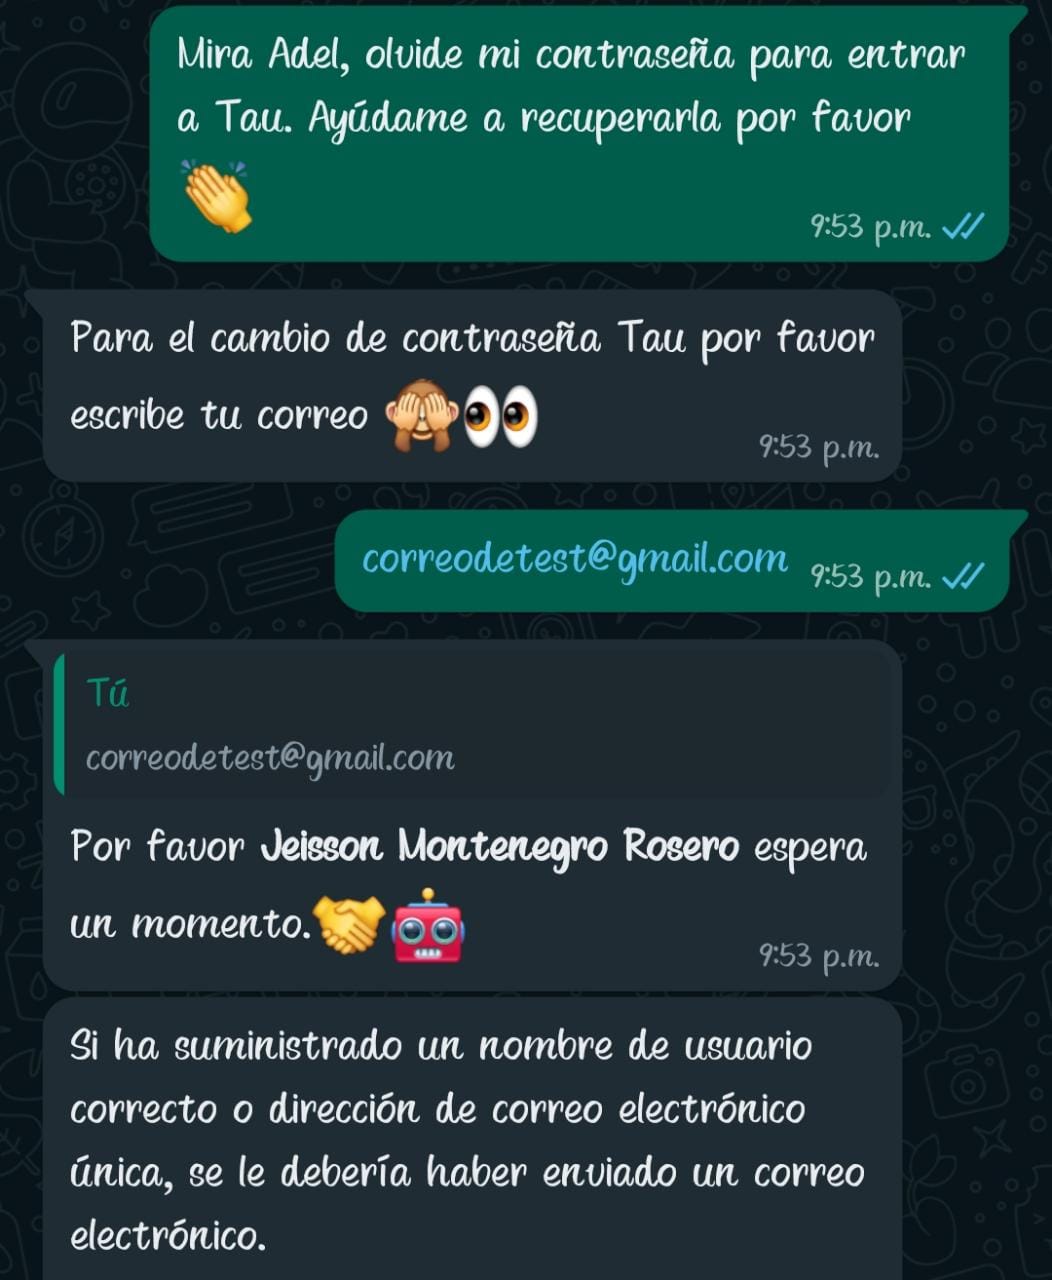 Mira Adel, olvide mi contraseña para entrar
a Tau. Ayúdame a recuperarla por favor
👏
9:53 p.m.
Para el cambio de contraseña Tau por favor
escribe tu correo 🙈👀
9:53 p.m.
correodetest@gmail.com 9:53 p.m.
Tú
correodetest@gmail.com
Por favor Jeisson Montenegro Rosero espera
un momento.🤝🤖
9:53 p.m.
Si ha suministrado un nombre de usuario
correcto o dirección de correo electrónico
única, se le debería haber enviado un correo
electrónico.